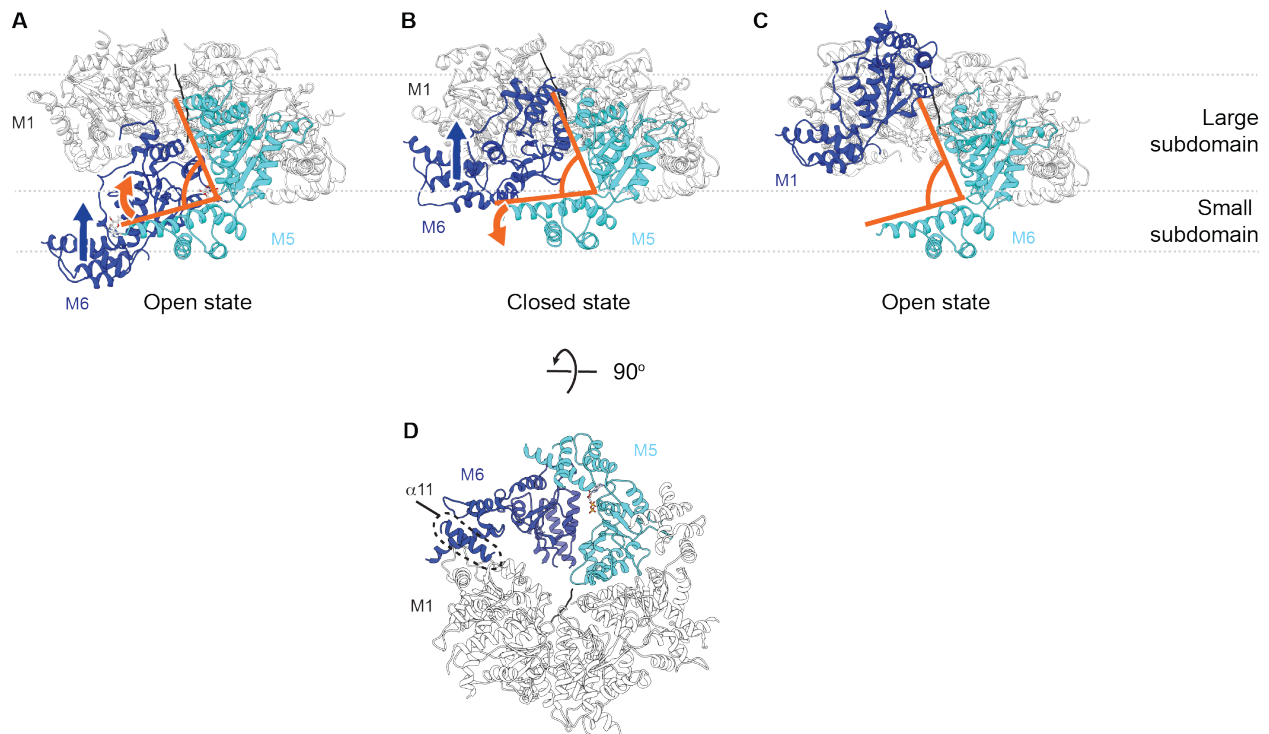 A
B
C
M1
M1
Large
subdomain
M1
M6
Small
subdomain
M5
M5
M6
M6
Open state
Closed state
Open state
90°
D
M5
M6
α11
M1